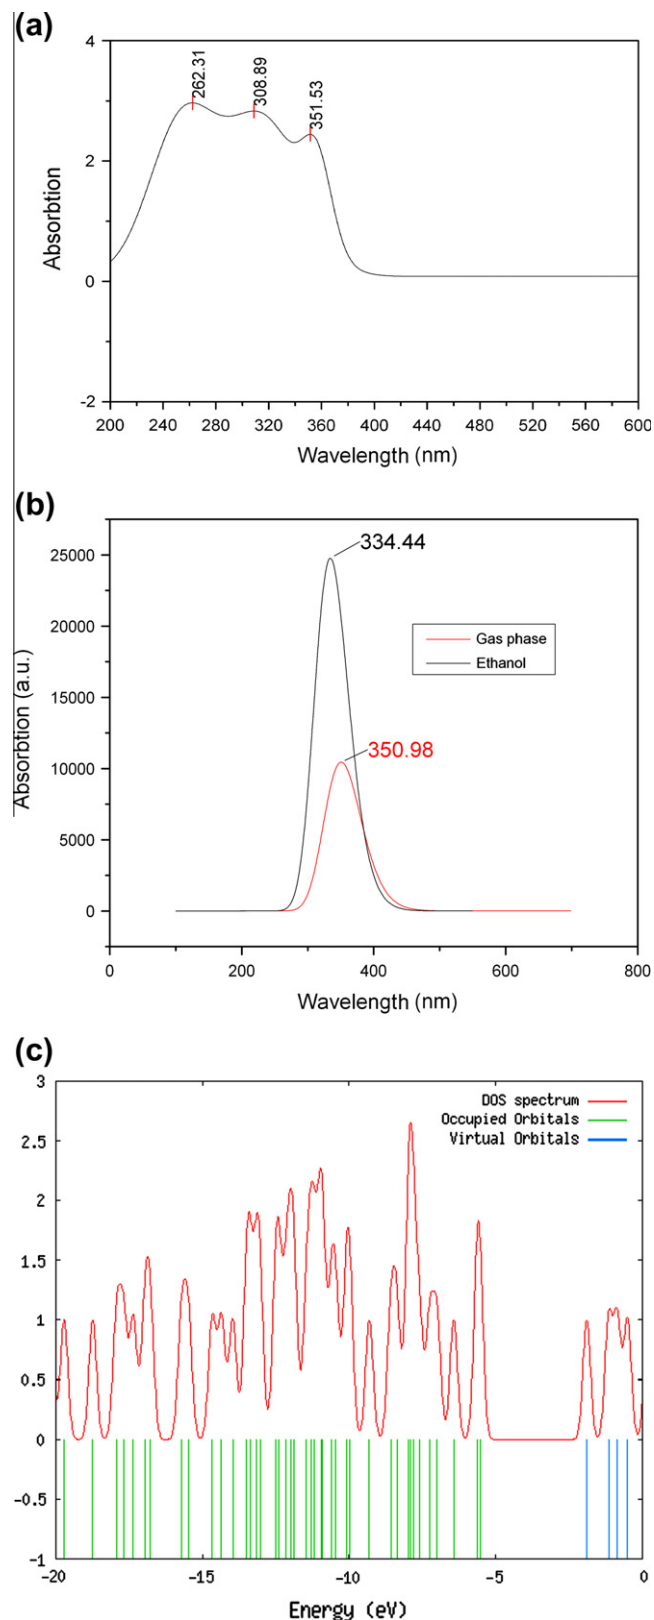 (a)
4
2
0
-2
Absorbtion
262.31
308.89
351.53
200 240 280 320 360 400 440 480 520 560 600
Wavelength (nm)
(b)
25000
20000
15000
10000
5000
0
Absorbtion (a.u.)
334.44
Gas phase
Ethanol
350.98
0 200 400 600 800
Wavelength (nm)
(c)
3
2.5
2
1.5
1
0.5
0
-0.5
-1
DOS spectrum
Occupied Orbitals
Virtual Orbitals
-20 -15 -10 -5 0
Energy (eV)